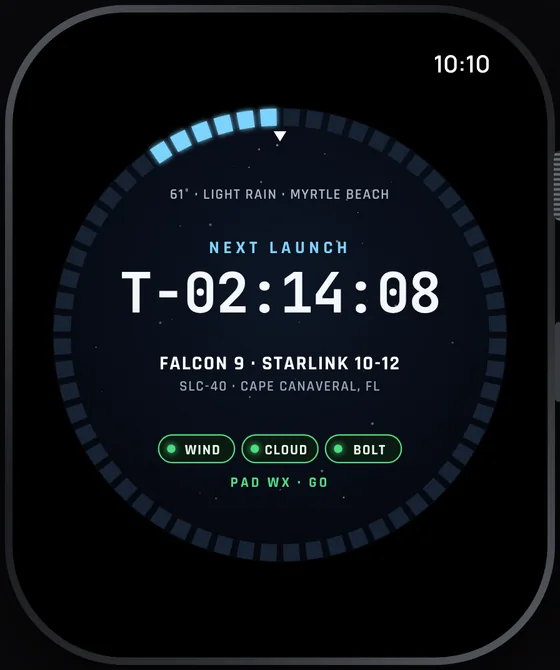 10:10
61° · LIGHT RAIN · MYRTLE BEACH
NEXT LAUNCH
T-02:14:08
FALCON 9 · STARLINK 10-12
SLC-40 · CAPE CANAVERAL, FL
WIND CLOUD BOLT
PAD WX · GO